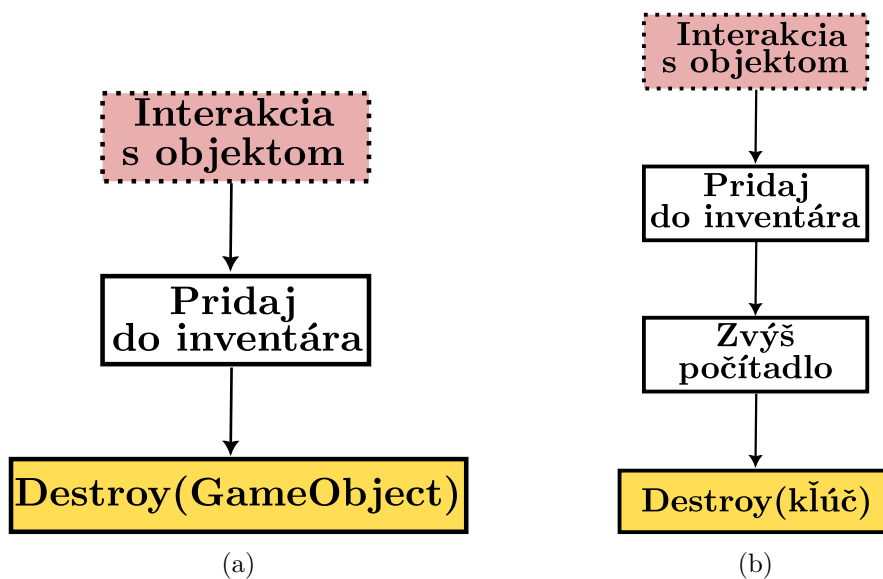 Interakcia
s objektom
Pridaj
do inventára
Destroy(GameObject)
(a)
Interakcia
s objektom
Pridaj
do inventára
Zvýš
počítadlo
Destroy(kľúč)
(b)